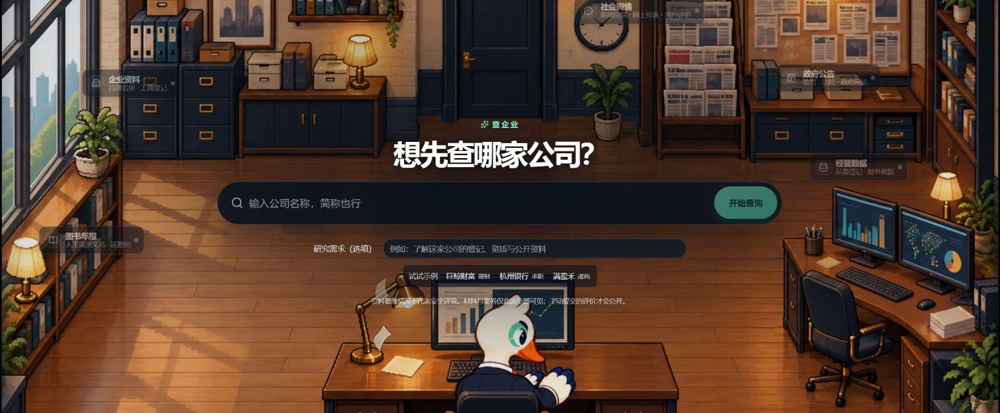 社会舆情
新闻舆情 · 网上投诉 · 用户评价
企业资料
持牌名单 · 工商登记
政府公告
监管 · 法院 · 政府网站
查企业
想先查哪家公司?
经营数据
私募登记 · 财务数据
输入公司名称，简称也行
开始查询
图书年报
人工摘录文书 · 证据包
研究需求（选填）
例如：了解这家公司的登记、资质与公开资料
试试示例 巨鲸财富 理财 杭州银行 求职 满盈禾 虚构
资料覆盖情况不代表安全评级。材料与案卷仅此浏览器可见；主动提交的评价才会公开。